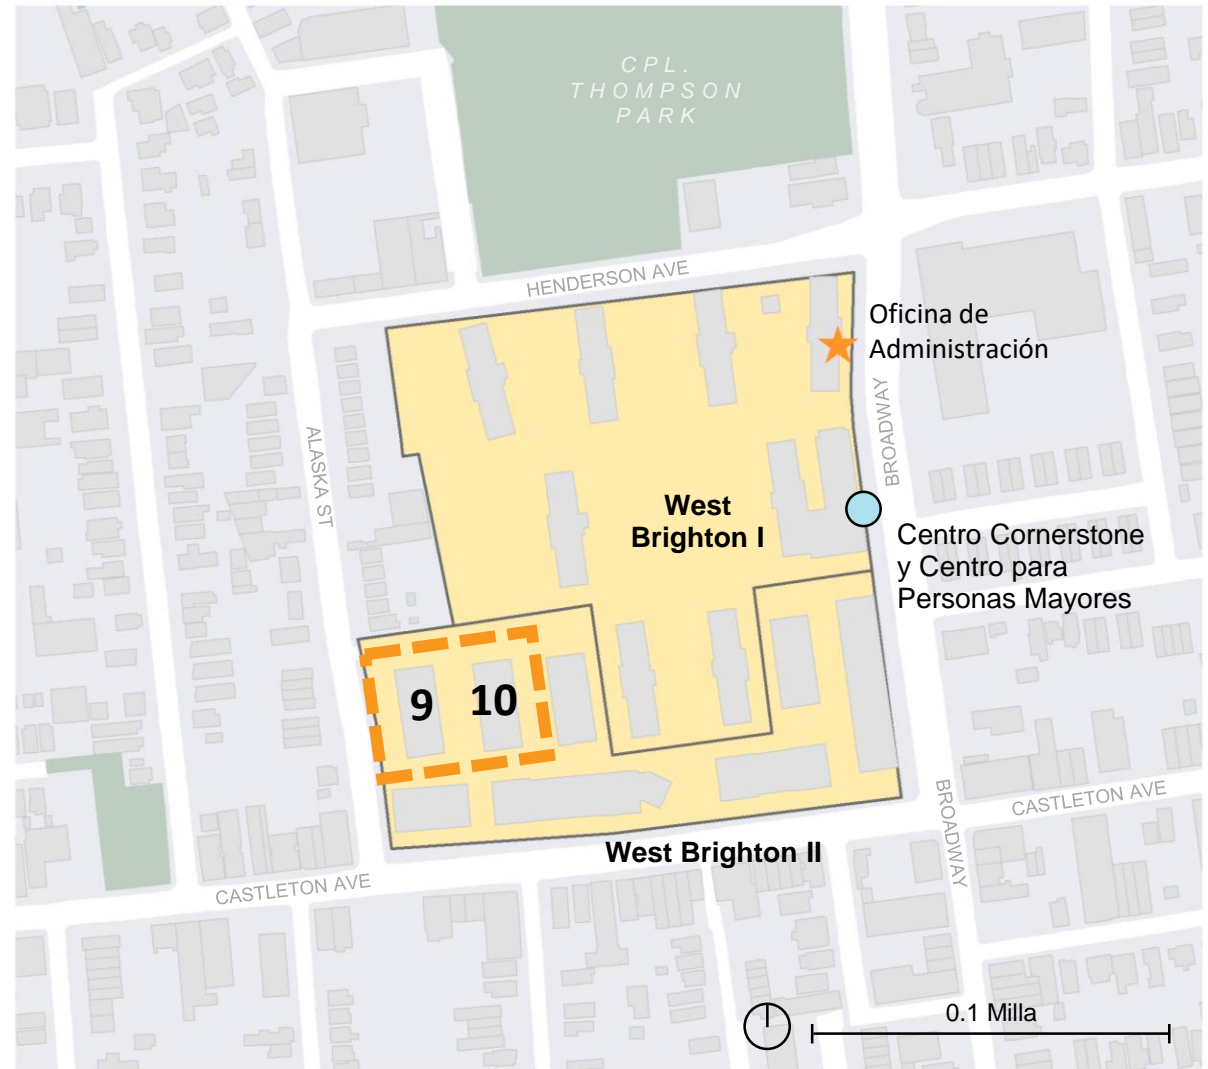 CPL.
THOMPSON
PARK
HENDERSON AVE
Oficina de
Administración
BROADWAY
ALASKA ST
West
Brighton I
Centro Cornerstone
y Centro para
Personas Mayores
9
10
BROADWAY
CASTLETON AVE
West Brighton II
CASTLETON AVE
0.1 Milla